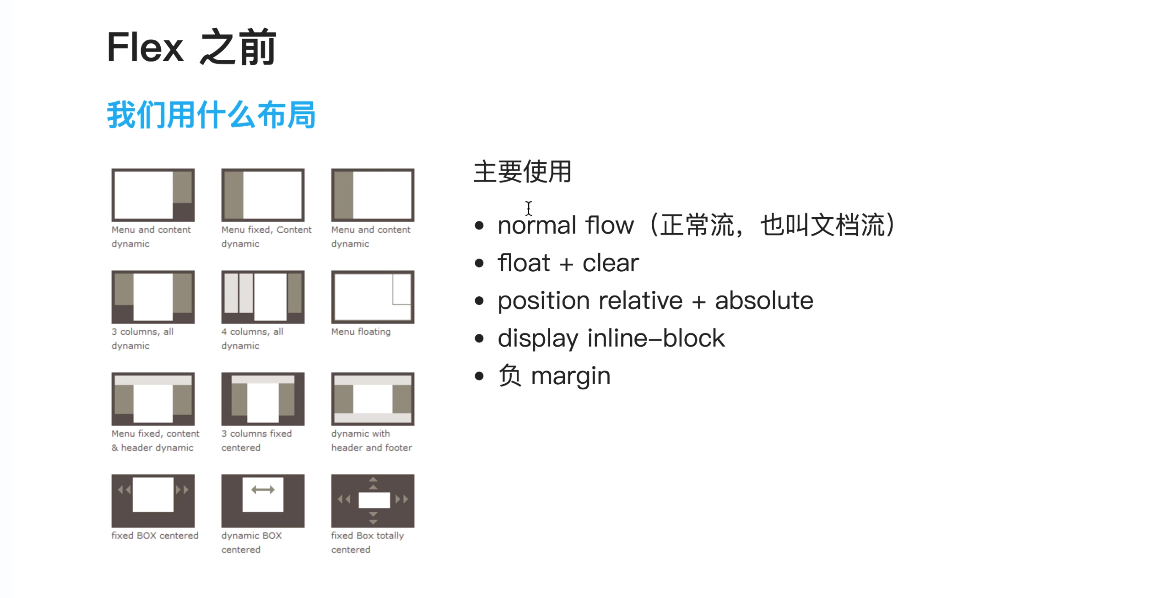 Flex 之前
我们用什么布局
Menu and content
dynamic
Menu fixed, Content
dynamic
Menu and content
dynamic
3 columns, all
dynamic
4 columns, all
dynamic
Menu floating
Menu fixed, content
& header dynamic
3 columns fixed
centered
dynamic with
header and footer
fixed BOX centered
dynamic BOX
centered
fixed Box totally
centered
主要使用
• normal flow（正常流，也叫文档流）
• float + clear
• position relative + absolute
• display inline-block
• 负 margin